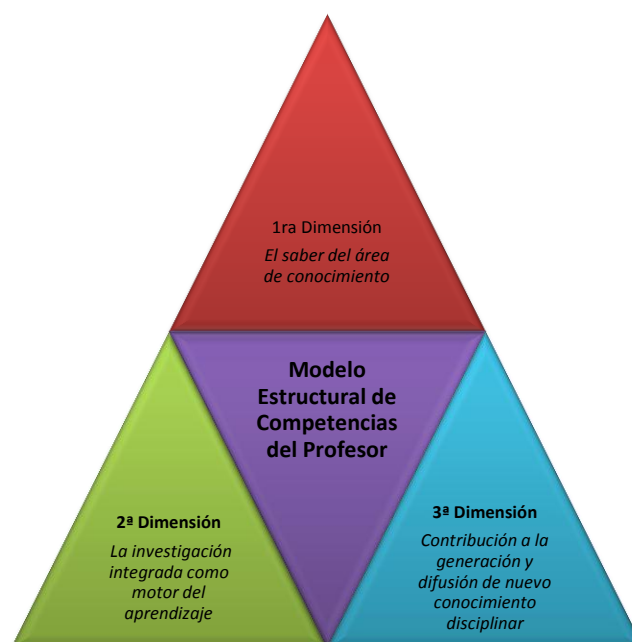 1ra Dimensión
El saber del área
de conocimiento
Modelo
Estructural de
Competencias
del Profesor
2ª Dimensión
La investigación
integrada como
motor del
aprendizaje
3ª Dimensión
Contribución a la
generación y
difusión de nuevo
conocimiento
disciplinar